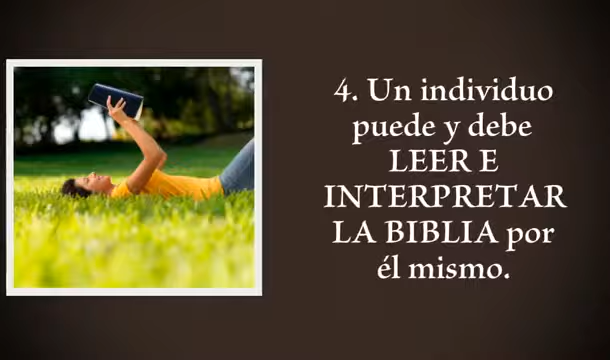 4. Un individuo
puede y debe
LEER E
INTERPRETAR
LA BIBLIA por
él mismo.